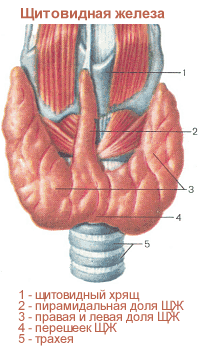 Щитовидная железа
1
2
3
4
5
1 - щитовидный хрящ
2 - пирамидальная доля ЩЖ
3 - правая и левая доли ЩЖ
4 - перешеек ЩЖ
5 - трахея